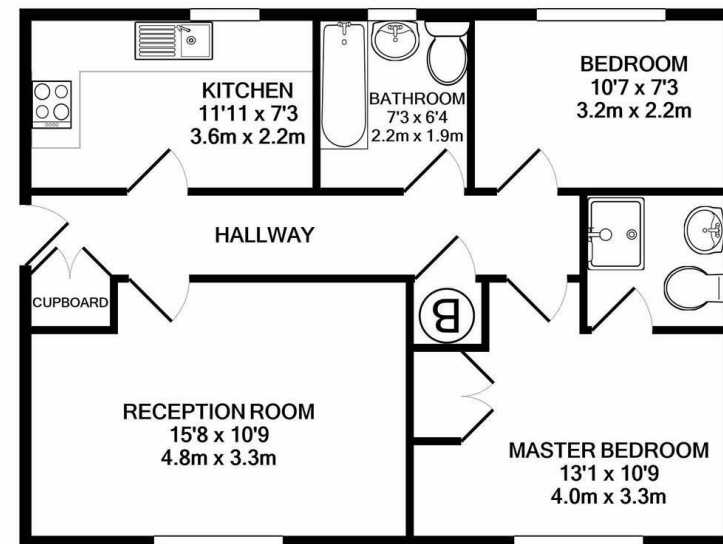 KITCHEN
11'11 x 7'3
3.6m x 2.2m
BATHROOM
7'3 x 6'4
2.2m x 1.9m
BEDROOM
10'7 x 7'3
3.2m x 2.2m
HALLWAY
CUPBOARD
B
RECEPTION ROOM
15'8 x 10'9
4.8m x 3.3m
MASTER BEDROOM
13'1 x 10'9
4.0m x 3.3m